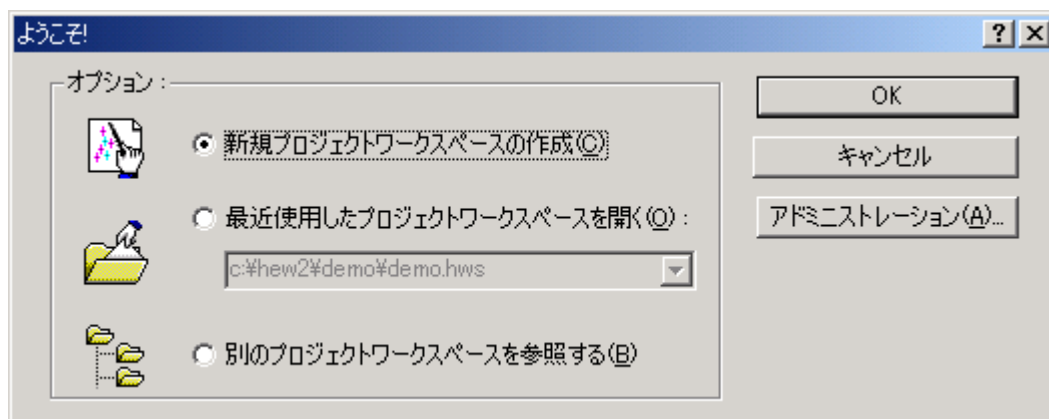 ようこそ!
オプション:
新規プロジェクトワークスペースの作成(C)
最近使用したプロジェクトワークスペースを開く(O):
c:¥hew2¥demo¥demo.hws
別のプロジェクトワークスペースを参照する(B)
OK
キャンセル
アドミニストレーション(A)...